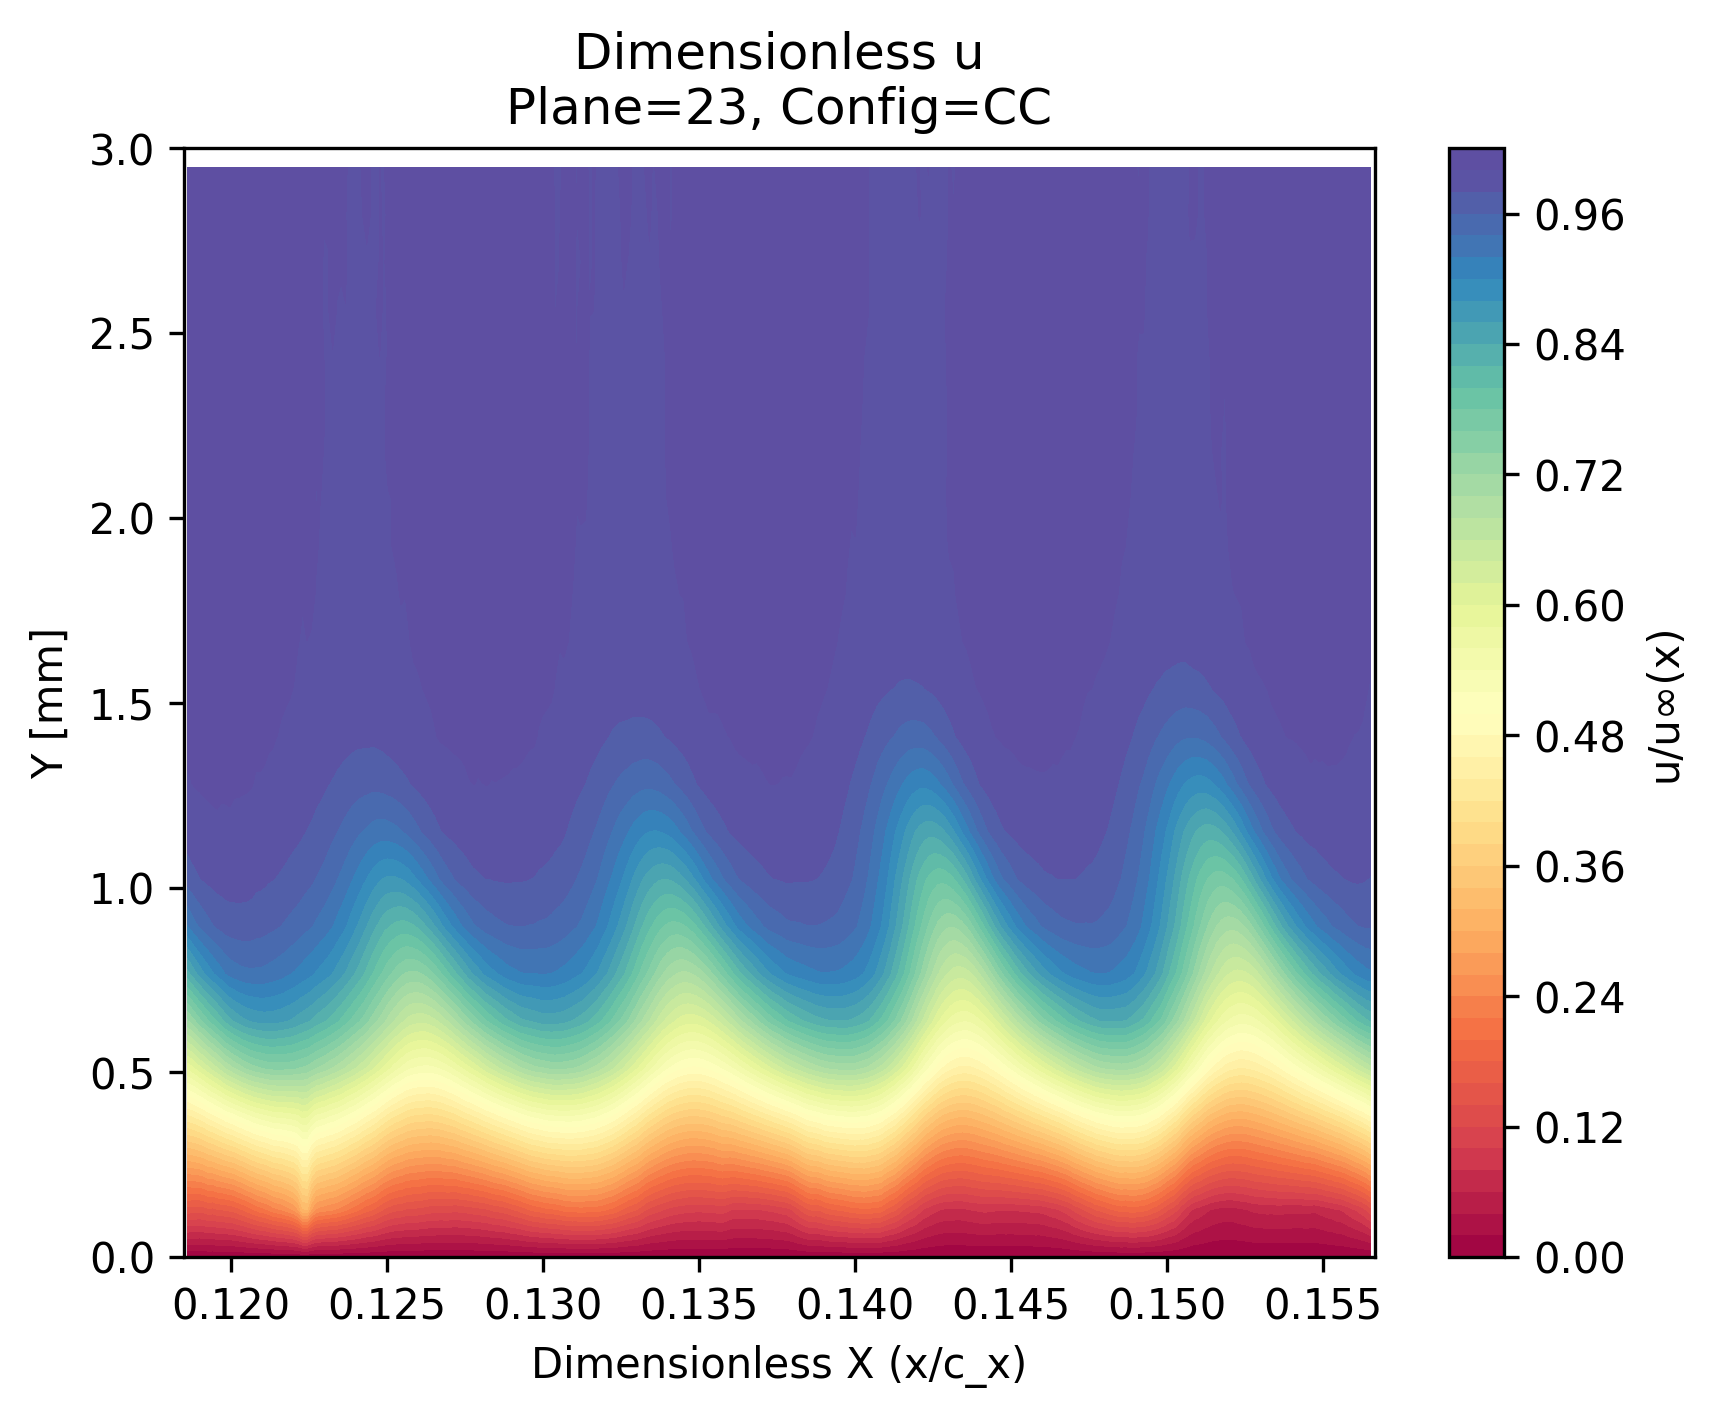 Dimensionless u
Plane=23, Config=CC
3.0
2.5
2.0
1.5
1.0
0.5
0.0
Y [mm]
0.120 0.125 0.130 0.135 0.140 0.145 0.150 0.155
Dimensionless X (x/c_x)
0.96
0.84
0.72
0.60
0.48
0.36
0.24
0.12
0.00
u/u∞(x)